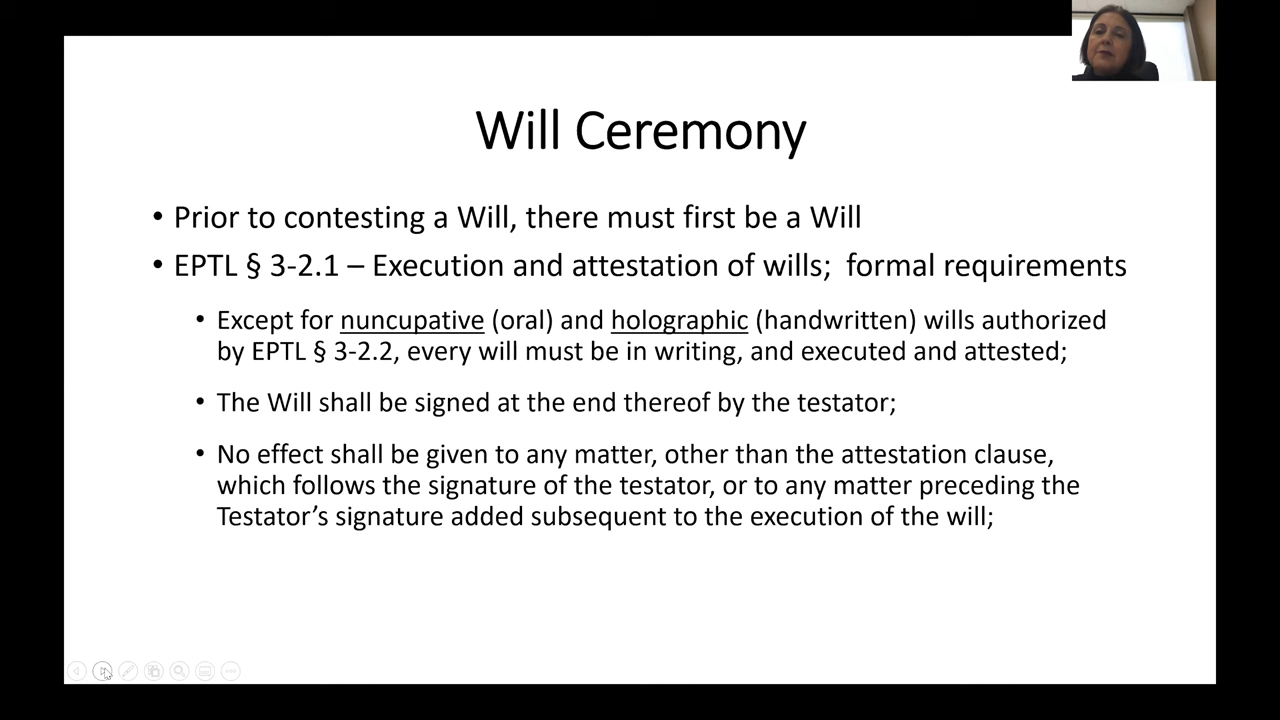 Will Ceremony
• Prior to contesting a Will, there must first be a Will
• EPTL § 3-2.1 – Execution and attestation of wills;  formal requirements
• Except for nuncupative (oral) and holographic (handwritten) wills authorized
by EPTL § 3-2.2, every will must be in writing, and executed and attested;
• The Will shall be signed at the end thereof by the testator;
• No effect shall be given to any matter, other than the attestation clause,
which follows the signature of the testator, or to any matter preceding the
Testator’s signature added subsequent to the execution of the will;